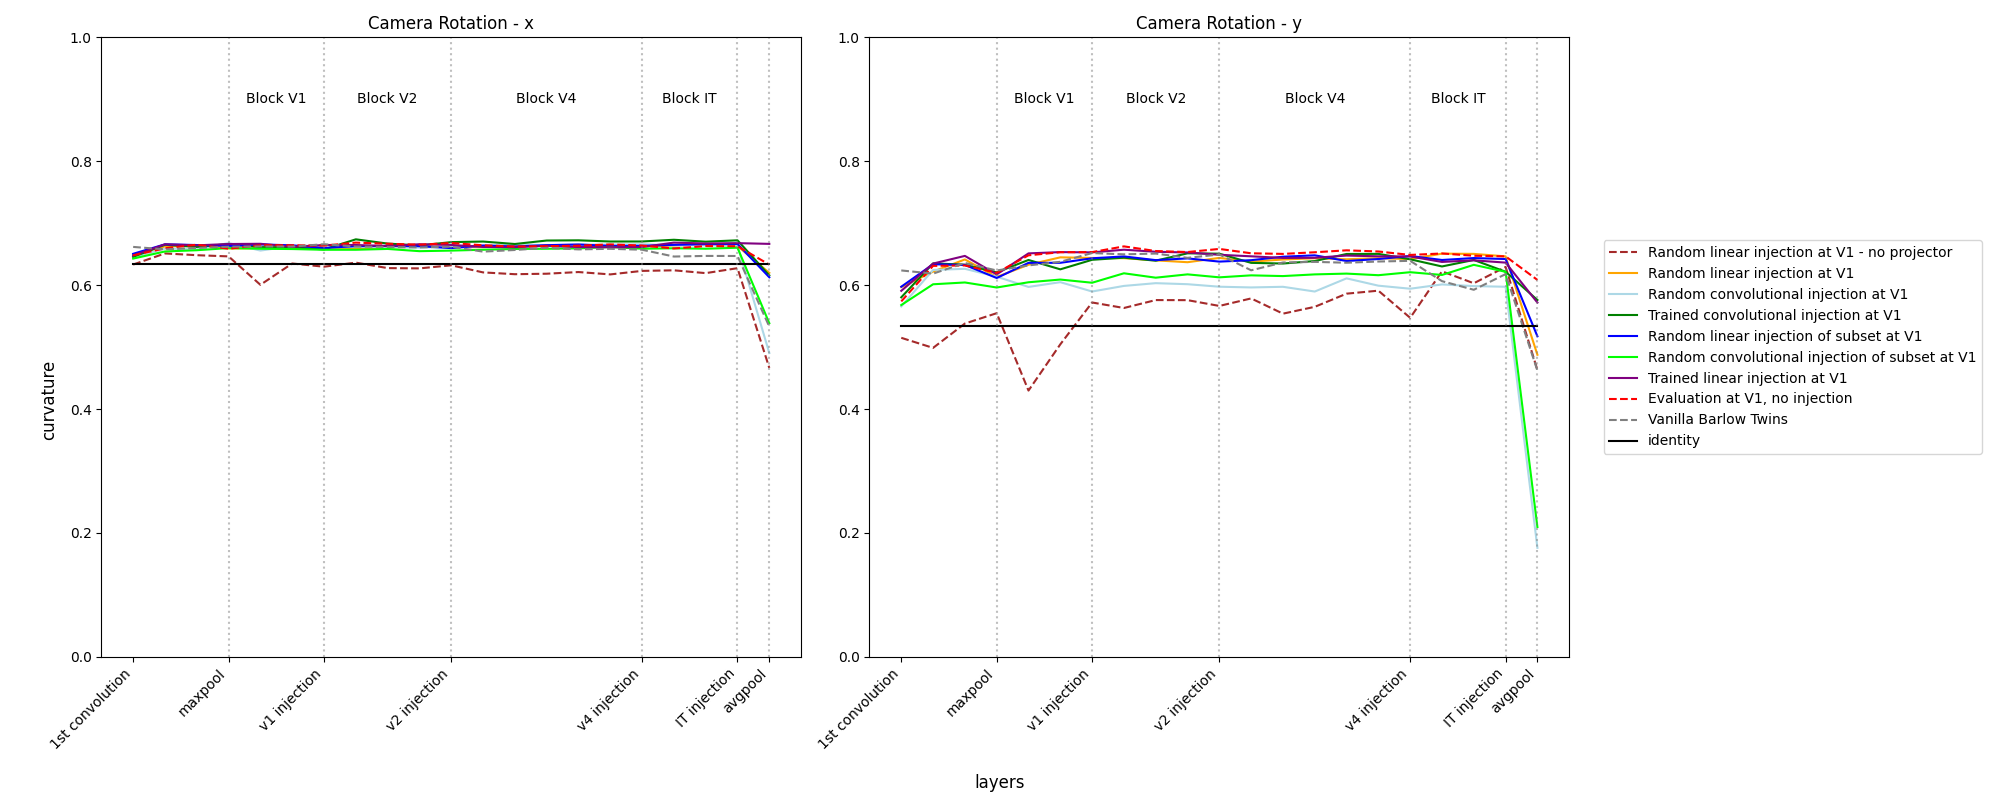 Camera Rotation - x
Camera Rotation - y
1.0
0.8
0.6
0.4
0.2
0.0
Block V1
Block V2
Block V4
Block IT
1st convolution
maxpool
v1 injection
v2 injection
v4 injection
IT injection
avgpool
1.0
0.8
0.6
0.4
0.2
0.0
Block V1
Block V2
Block V4
Block IT
1st convolution
maxpool
v1 injection
v2 injection
v4 injection
IT injection
avgpool
curvature
layers
Random linear injection at V1 - no projector
Random linear injection at V1
Random convolutional injection at V1
Trained convolutional injection at V1
Random linear injection of subset at V1
Random convolutional injection of subset at V1
Trained linear injection at V1
Evaluation at V1, no injection
Vanilla Barlow Twins
identity